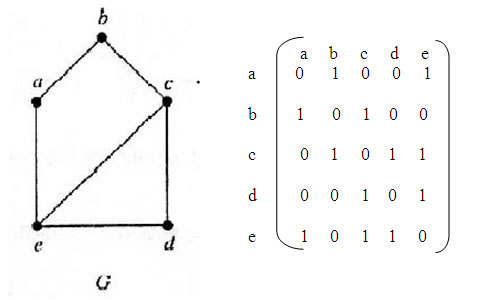 b
a
c
e
d
G
a b c d e
a 0 1 0 0 1
b 1 0 1 0 0
c 0 1 0 1 1
d 0 0 1 0 1
e 1 0 1 1 0